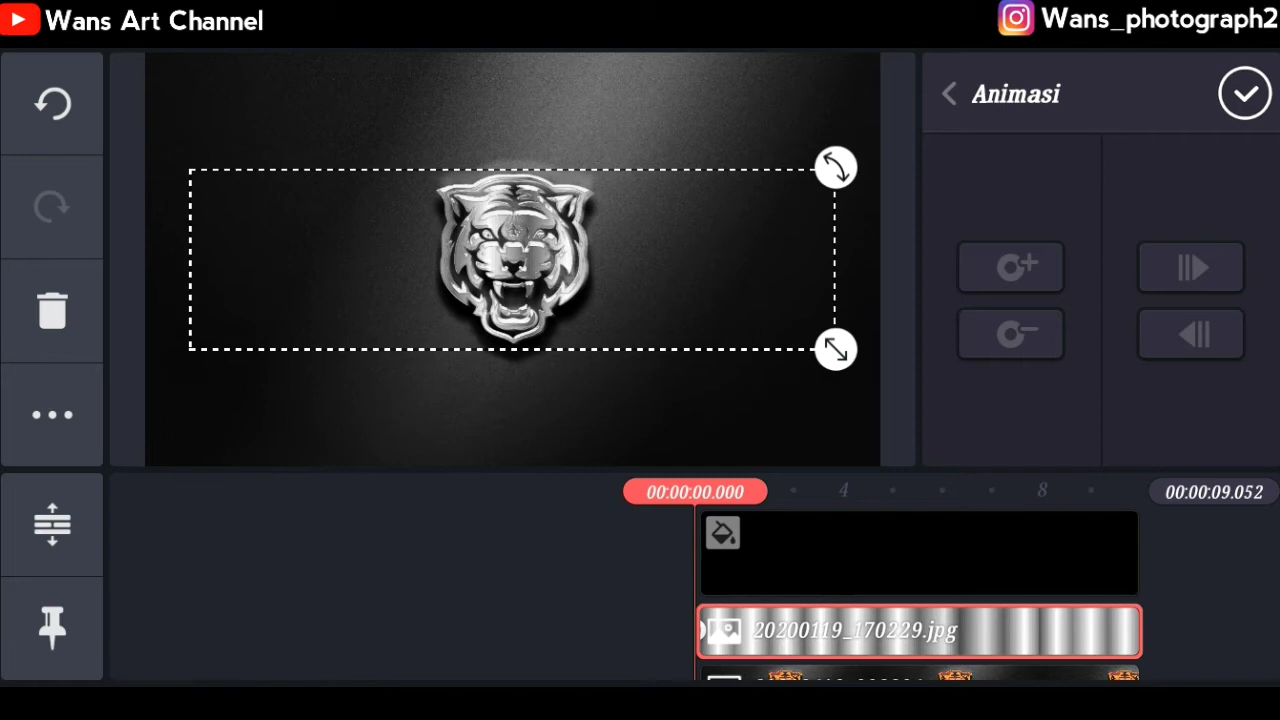 Wans Art Channel
Wans_photograph2
Animasi
00:00:00.000
4
8
00:00:09.052
20200119_170229.jpg